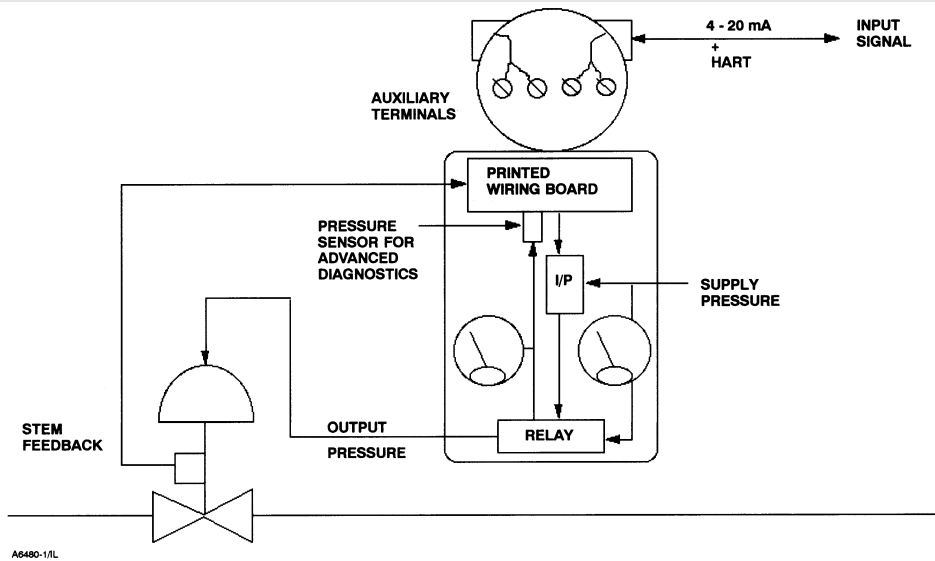 4 - 20 mA
+
HART
INPUT
SIGNAL
AUXILIARY
TERMINALS
PRINTED
WIRING BOARD
PRESSURE
SENSOR FOR
ADVANCED
DIAGNOSTICS
I/P
SUPPLY
PRESSURE
STEM
FEEDBACK
OUTPUT
PRESSURE
RELAY
A6480-1/IL